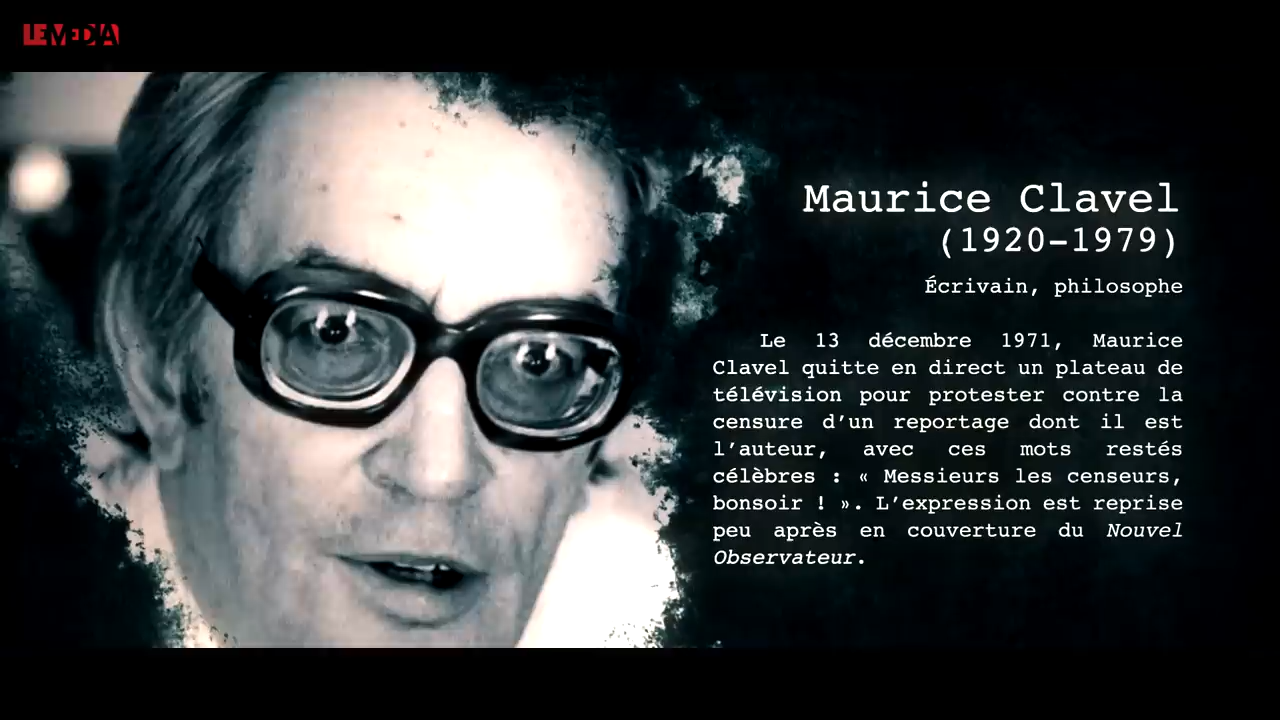 LEMEDIA
Maurice Clavel
(1920-1979)
Écrivain, philosophe
Le 13 décembre 1971, Maurice
Clavel quitte en direct un plateau de
télévision pour protester contre la
censure d’un reportage dont il est
l’auteur, avec ces mots restés
célèbres : « Messieurs les censeurs,
bonsoir ! ». L’expression est reprise
peu après en couverture du Nouvel
Observateur.